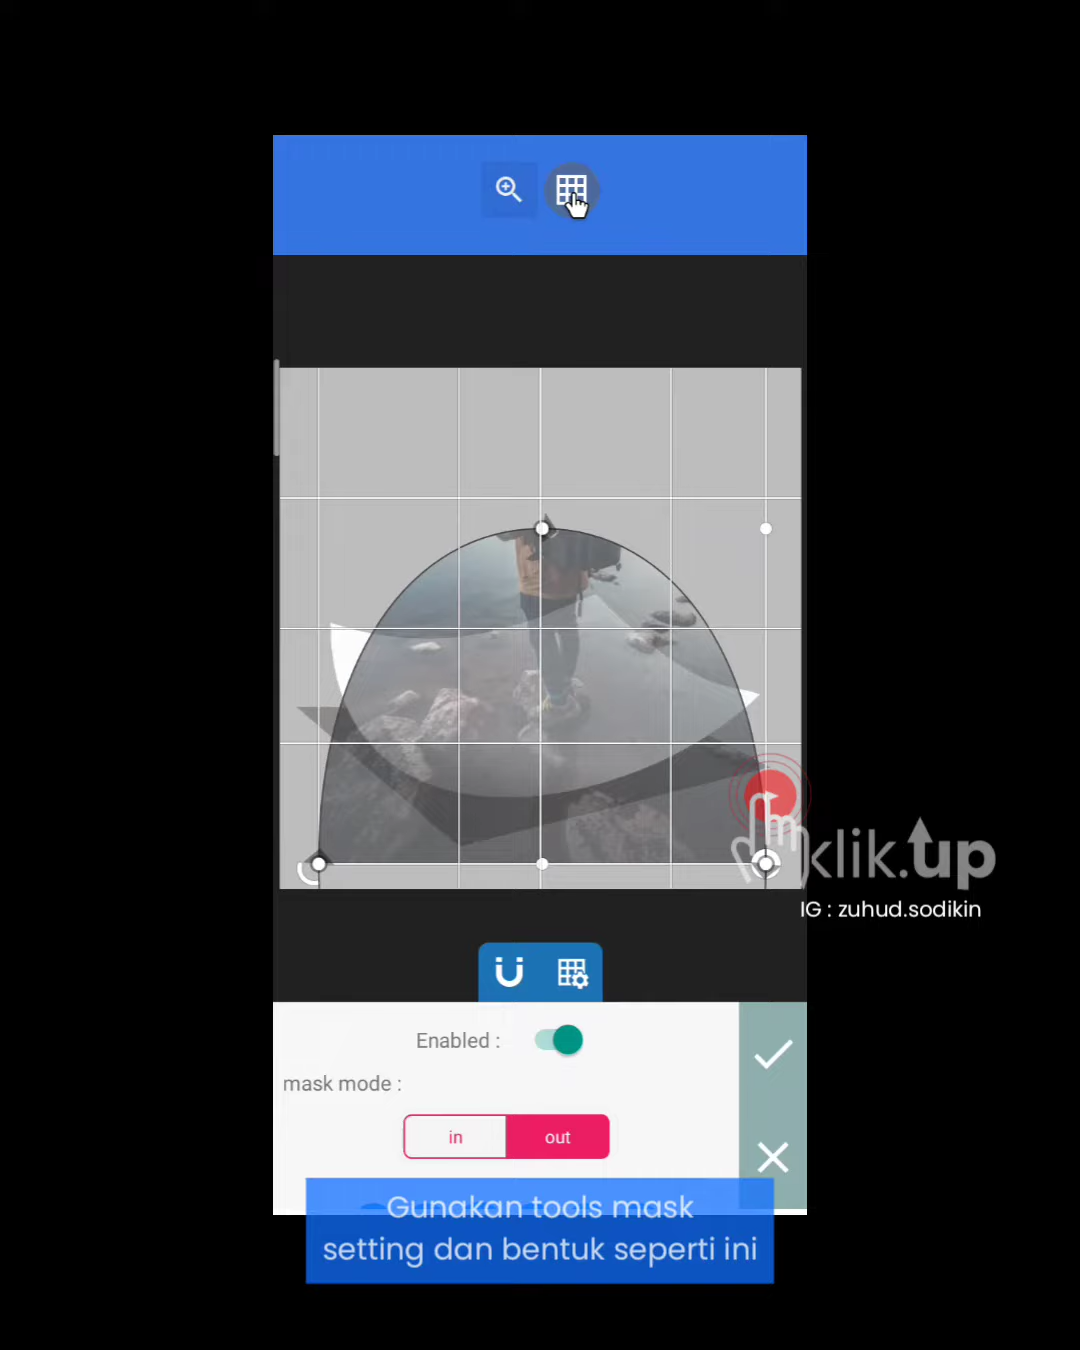 klik.up
IG : zuhud.sodikin
Enabled :
mask mode :
in
out
Gunakan tools mask
setting dan bentuk seperti ini